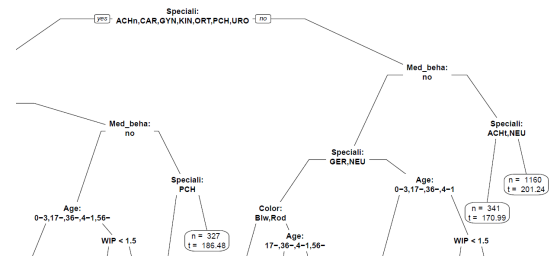 Speciali:
yes ACHn,CAR,GYN,KIN,ORT,PCH,URO no
Med_beha:
no
Med_beha:
no
Speciali:
ACHt,NEU
Speciali:
GER,NEU
Speciali:
PCH
Age:
0−3,17−,36−,4−1
n = 1160
t = 201.24
Age:
0−3,17−,36−,4−1,56−
Color:
Blw,Rod
n = 341
t = 170.99
n = 327
t = 186.48
Age:
17−,36−,4−,56−
WIP < 1.5
WIP < 1.5